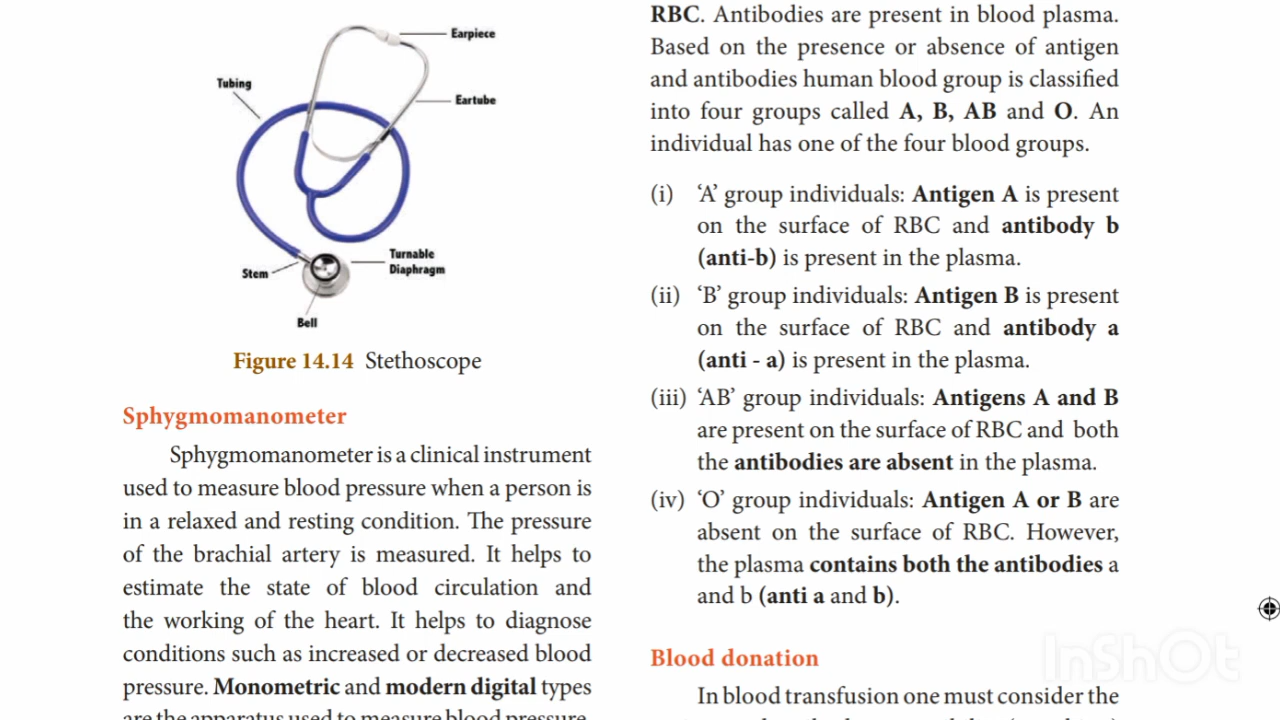 Earpiece
Tubing
Eartube
Turnable
Diaphragm
Stem
Bell
Figure 14.14 Stethoscope
Sphygmomanometer
Sphygmomanometer is a clinical instrument
used to measure blood pressure when a person is
in a relaxed and resting condition. The pressure
of the brachial artery is measured. It helps to
estimate the state of blood circulation and
the working of the heart. It helps to diagnose
conditions such as increased or decreased blood
pressure. Monometric and modern digital types
are the apparatus used to measure blood pressure.
RBC. Antibodies are present in blood plasma.
Based on the presence or absence of antigen
and antibodies human blood group is classified
into four groups called A, B, AB and O. An
individual has one of the four blood groups.
(i) ‘A’ group individuals: Antigen A is present
on the surface of RBC and antibody b
(anti-b) is present in the plasma.
(ii) ‘B’ group individuals: Antigen B is present
on the surface of RBC and antibody a
(anti - a) is present in the plasma.
(iii) ‘AB’ group individuals: Antigens A and B
are present on the surface of RBC and both
the antibodies are absent in the plasma.
(iv) ‘O’ group individuals: Antigen A or B are
absent on the surface of RBC. However,
the plasma contains both the antibodies a
and b (anti a and b).
Blood donation
In blood transfusion one must consider the
InShOt